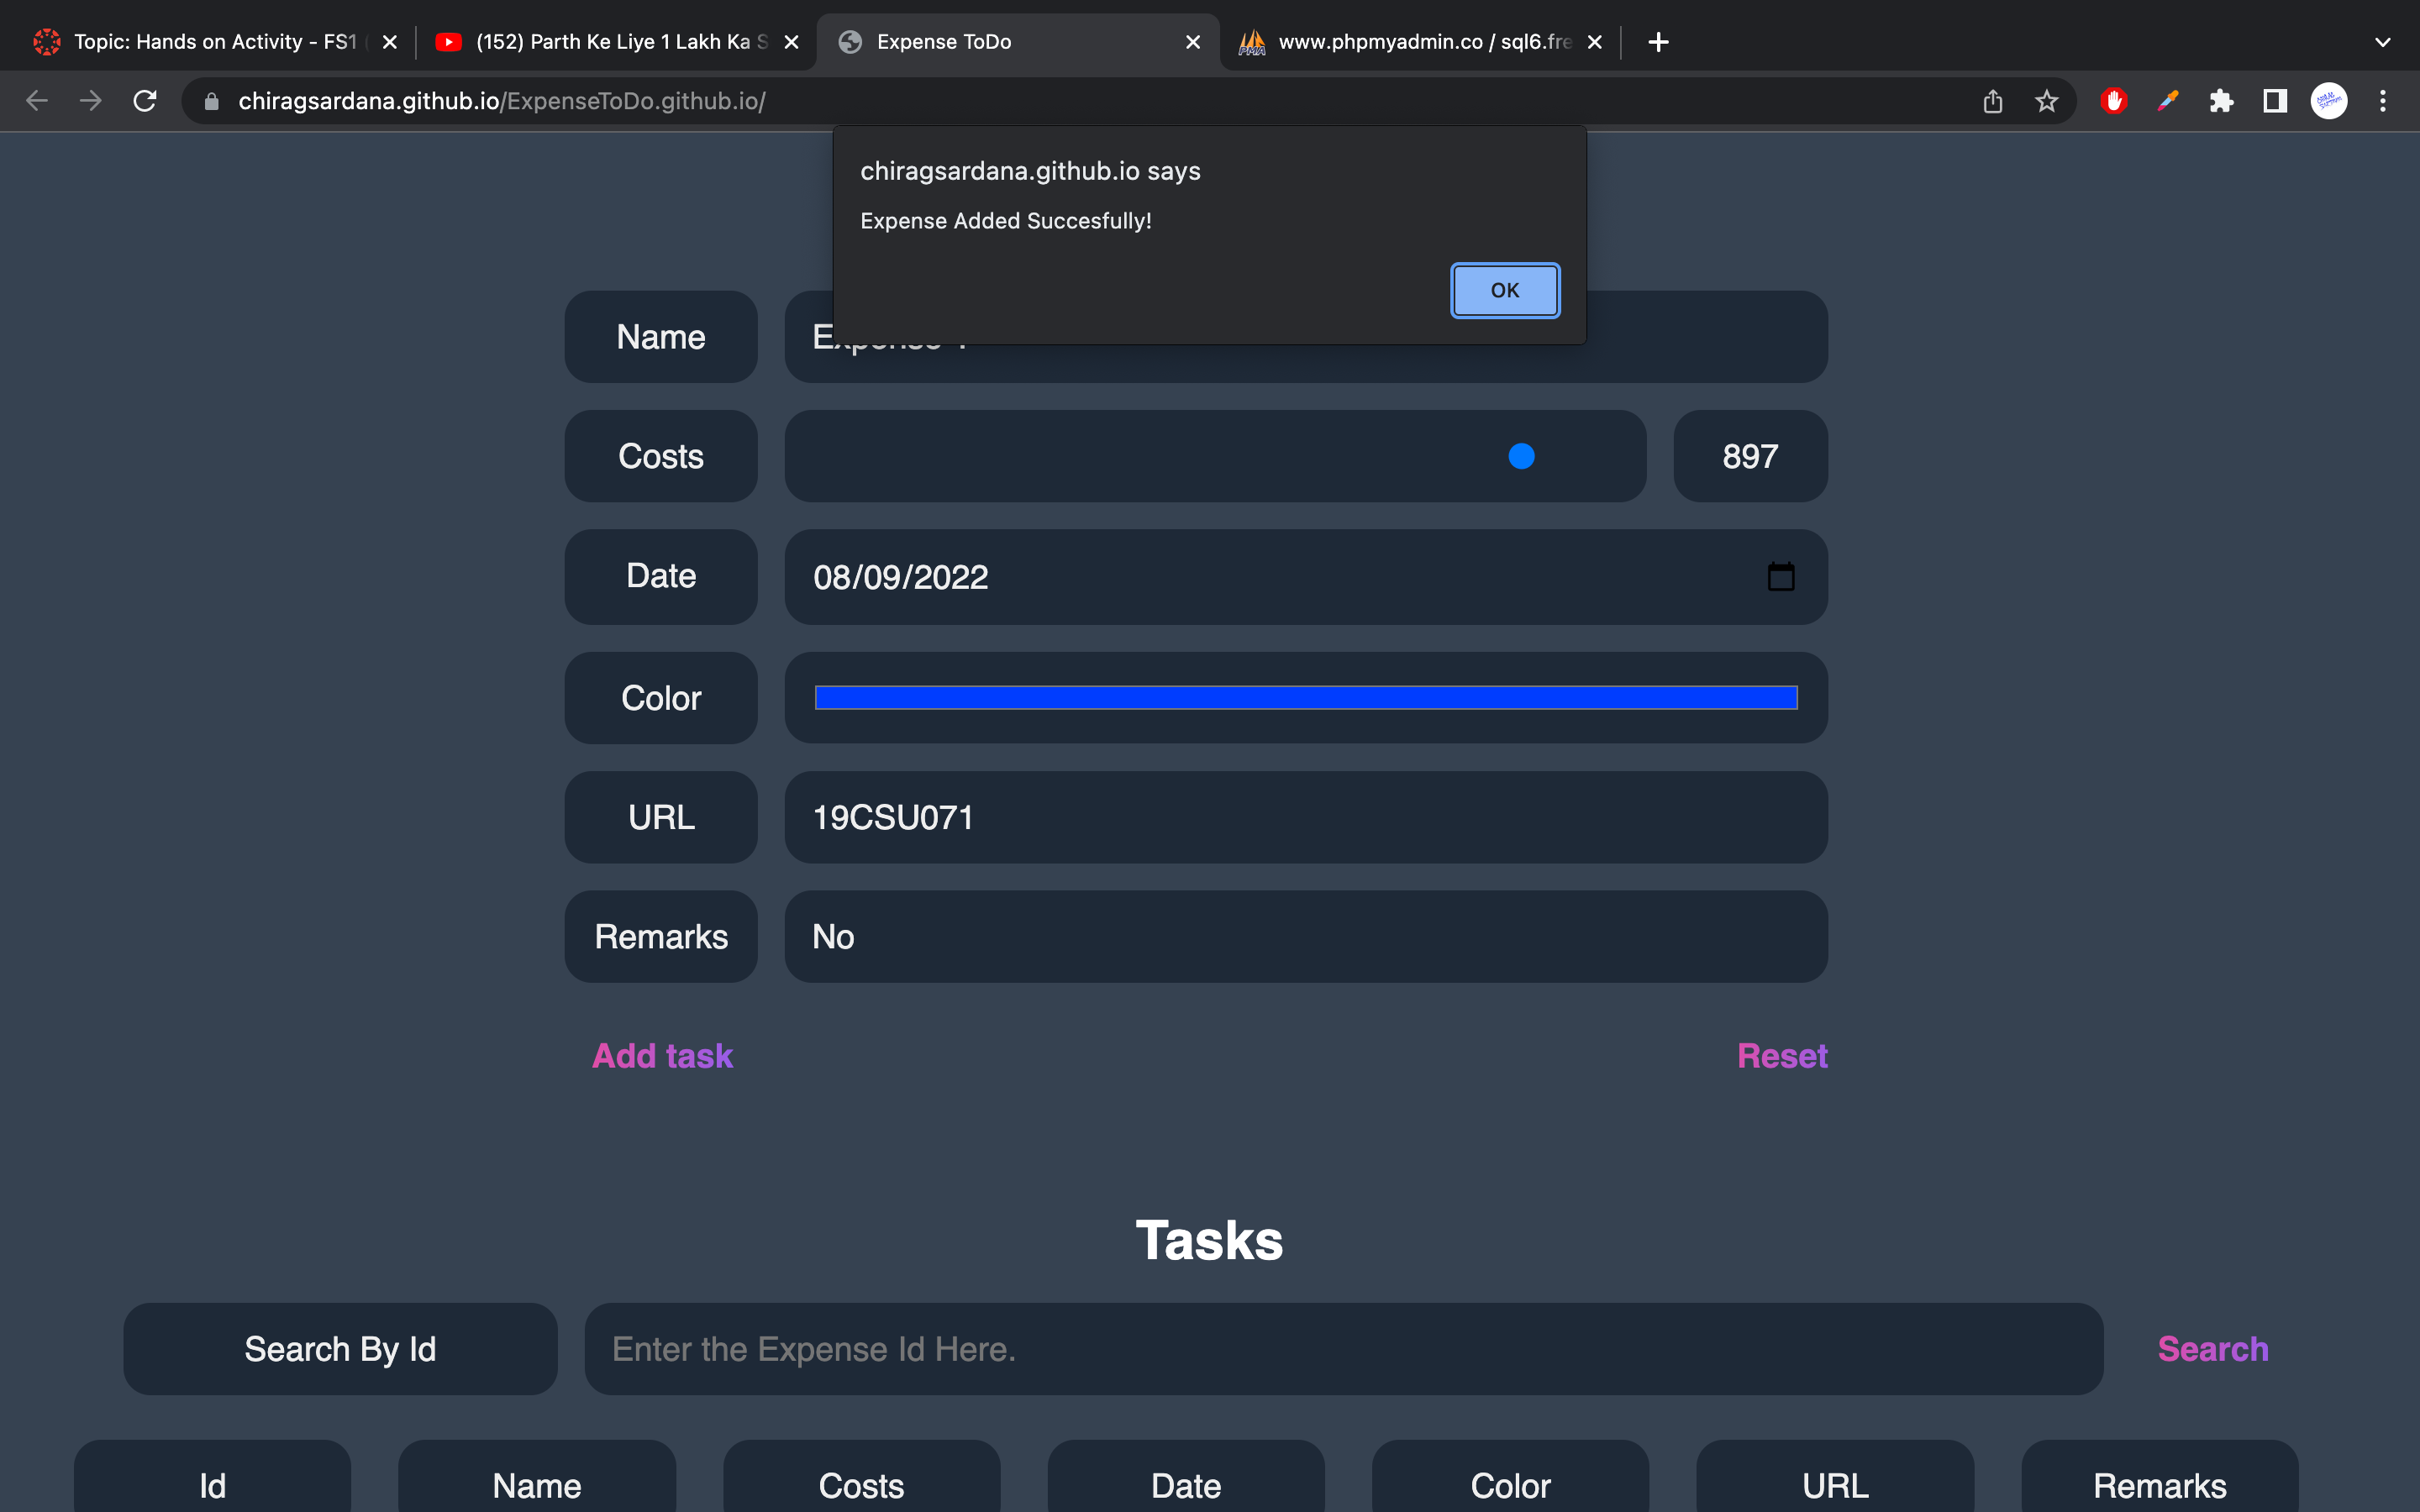 Topic: Hands on Activity - FS1
(152) Parth Ke Liye 1 Lakh Ka S
Expense ToDo
www.phpmyadmin.co / sql6.fre
chiragsardana.github.io/ExpenseToDo.github.io/
chiragsardana.github.io says
Expense Added Succesfully!
OK
Name
Expense
Costs
897
Date
08/09/2022
Color
URL
19CSU071
Remarks
No
Add task
Reset
Tasks
Search By Id
Enter the Expense Id Here.
Search
Id
Name
Costs
Date
Color
URL
Remarks